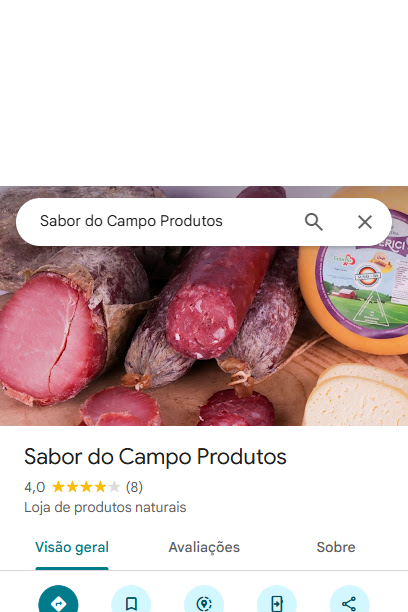 Sabor do Campo Produtos
Sabor do Campo Produtos
4,0 (8)
Loja de produtos naturais
Visão geral
Avaliações
Sobre